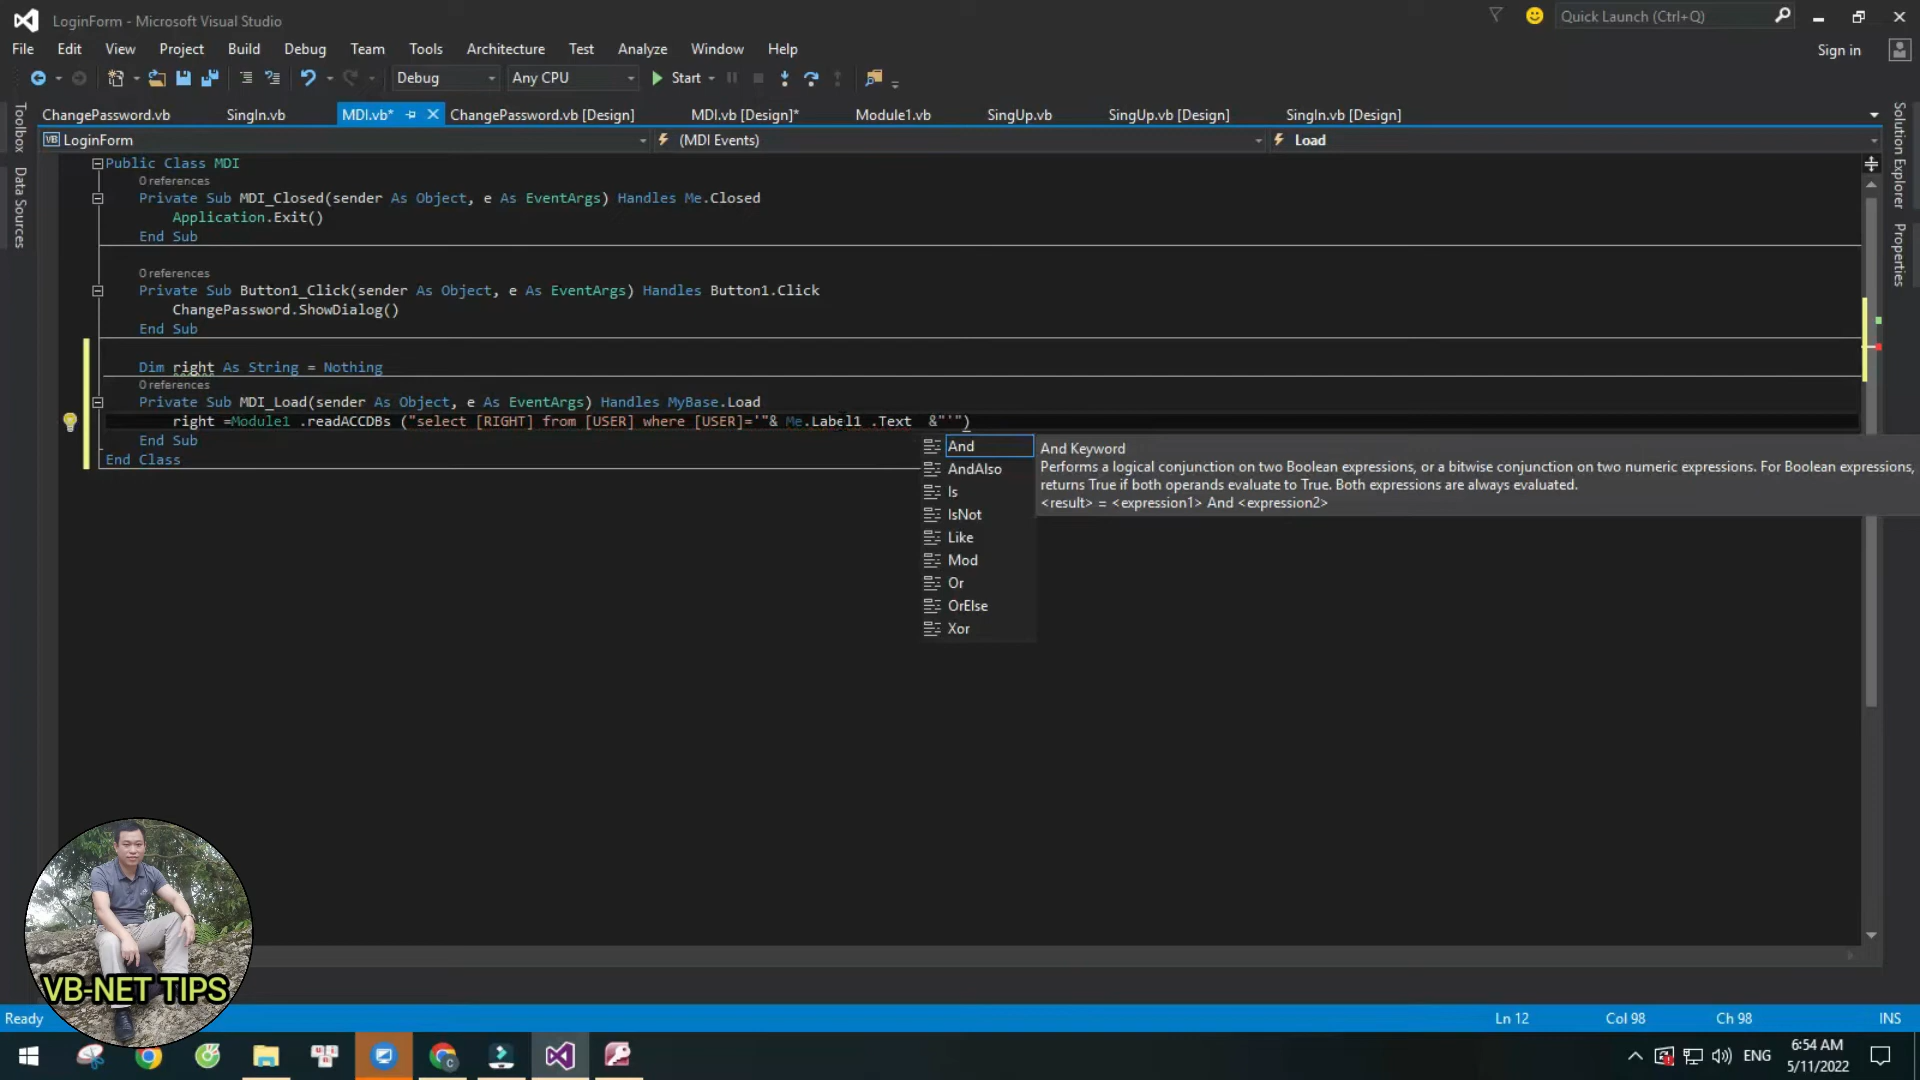 LoginForm - Microsoft Visual Studio
Quick Launch (Ctrl+Q)
File Edit View Project Build Debug Team Tools Architecture Test Analyze Window Help
Sign in
Debug Any CPU Start
ChangePassword.vb SingIn.vb MDI.vb* ChangePassword.vb [Design] MDI.vb [Design]* Module1.vb SingUp.vb SingUp.vb [Design] SingIn.vb [Design]
VB LoginForm (MDI Events) Load
Toolbox
Data Sources
Solution Explorer
Properties
Public Class MDI
0 references
Private Sub MDI_Closed(sender As Object, e As EventArgs) Handles Me.Closed
Application.Exit()
End Sub
0 references
Private Sub Button1_Click(sender As Object, e As EventArgs) Handles Button1.Click
ChangePassword.ShowDialog()
End Sub
Dim right As String = Nothing
0 references
Private Sub MDI_Load(sender As Object, e As EventArgs) Handles MyBase.Load
right =Module1 .readACCDBs ("select [RIGHT] from [USER] where [USER]='"& Me.Label1 .Text  &"'")
End Sub
End Class
And
AndAlso
Is
IsNot
Like
Mod
Or
OrElse
Xor
And Keyword
Performs a logical conjunction on two Boolean expressions, or a bitwise conjunction on two numeric expressions. For Boolean expressions,
returns True if both operands evaluate to True. Both expressions are always evaluated.
<result> = <expression1> And <expression2>
VB-NET TIPS
Ready Ln 12 Col 98 Ch 98 INS
ENG
6:54 AM
5/11/2022